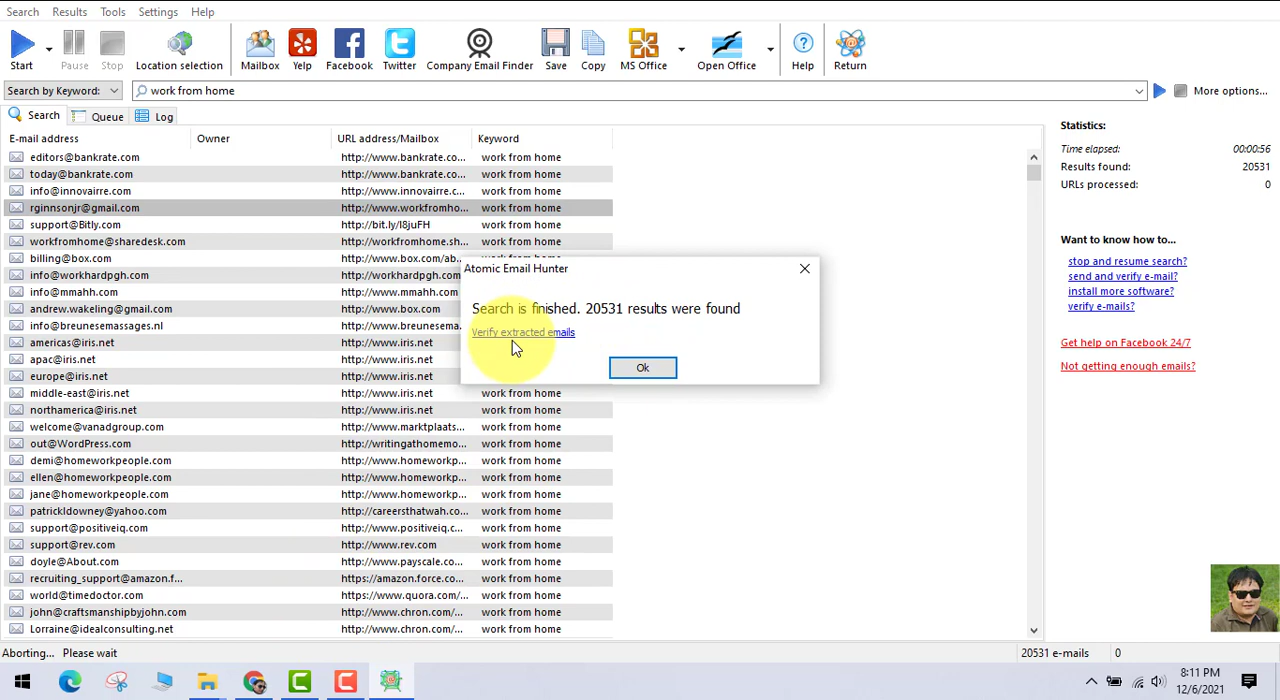 Search Results Tools Settings Help
Start Pause Stop Location selection Mailbox Yelp Facebook Twitter Company Email Finder Save Copy MS Office Open Office Help Return
Search by Keyword: work from home More options...
Search Queue Log
E-mail address Owner URL address/Mailbox Keyword
editors@bankrate.com http://www.bankrate.co... work from home
today@bankrate.com http://www.bankrate.co... work from home
info@innovairre.com http://www.innovairre.c... work from home
rginnsonjr@gmail.com http://www.workfromho... work from home
support@Bitly.com http://bit.ly/I8juFH work from home
workfromhome@sharedesk.com http://workfromhome.sh... work from home
billing@box.com http://www.box.com/ab...
info@workhardpgh.com http://workhardpgh.com
info@mmahh.com http://www.mmahh.com
andrew.wakeling@gmail.com http://www.box.com
info@breunesemassages.nl http://www.breunesema...
americas@iris.net http://www.iris.net
apac@iris.net http://www.iris.net
europe@iris.net http://www.iris.net
middle-east@iris.net http://www.iris.net work from home
northamerica@iris.net http://www.iris.net work from home
welcome@vanadgroup.com http://www.marktplaats... work from home
out@WordPress.com http://writingathomemo... work from home
demi@homeworkpeople.com http://www.homeworkp... work from home
ellen@homeworkpeople.com http://www.homeworkp... work from home
jane@homeworkpeople.com http://www.homeworkp... work from home
patrickldowney@yahoo.com http://careersthatwah.c... work from home
support@positiveiq.com http://www.positiveiq.c... work from home
support@rev.com http://www.rev.com work from home
doyle@About.com http://www.payscale.co... work from home
recruiting_support@amazon.f... https://amazon.force.co... work from home
world@timedoctor.com https://www.quora.com/... work from home
john@craftsmanshipbyjohn.com http://www.chron.com/... work from home
Lorraine@idealconsulting.net http://www.chron.com/... work from home
Atomic Email Hunter
Search is finished. 20531 results were found
Verify extracted emails
Ok
Statistics:
Time elapsed: 00:00:56
Results found: 20531
URLs processed: 0
Want to know how to...
stop and resume search?
send and verify e-mail?
install more software?
verify e-mails?
Get help on Facebook 24/7
Not getting enough emails?
Aborting... Please wait 20531 e-mails 0
8:11 PM
12/6/2021